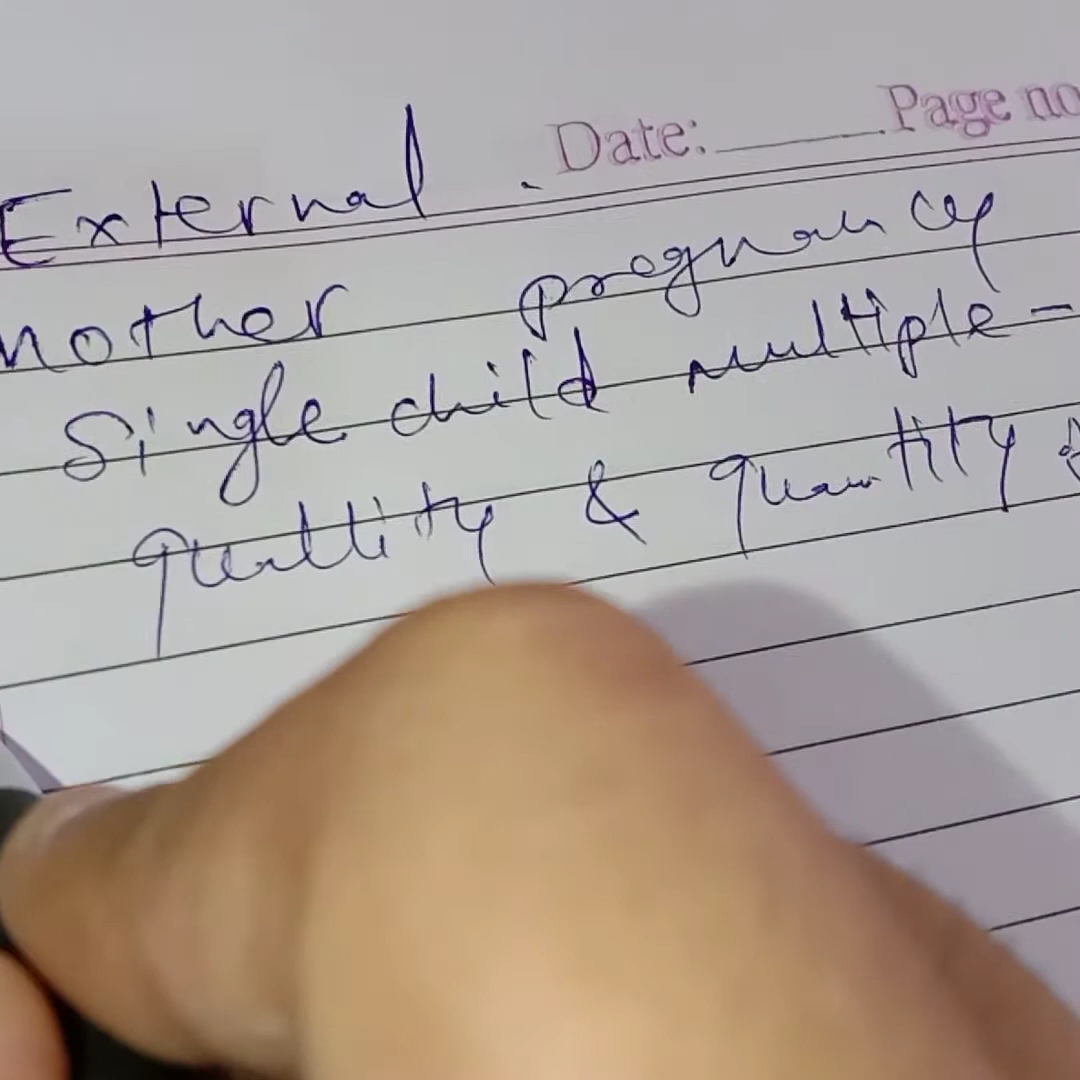 Date: Page no
External
mother pregnancy
Single child multiple -
quality & quantity